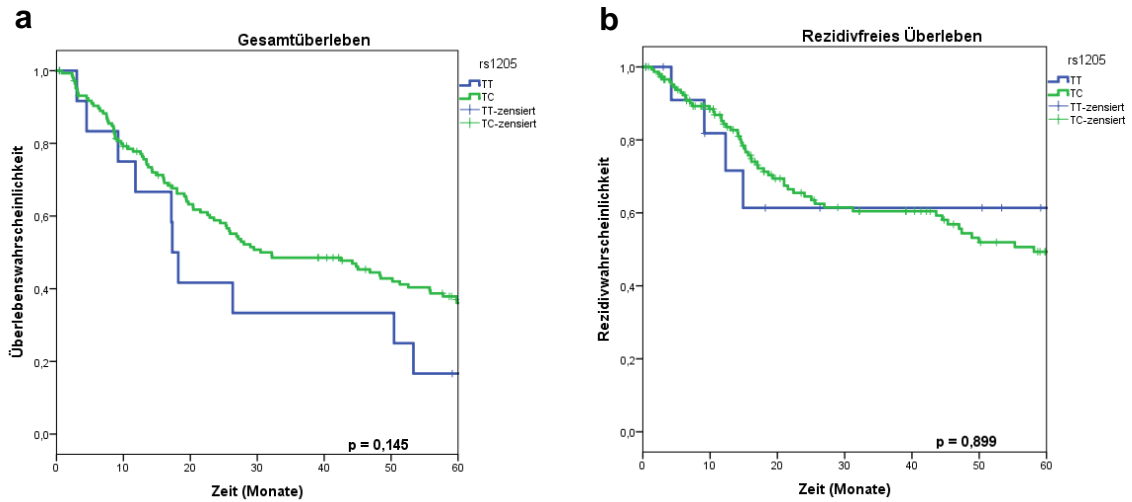 a
Gesamtüberleben
rs1205
TT
TC
TT-zensiert
TC-zensiert
Überlebenswahrscheinlichkeit
1,0
0,8
0,6
0,4
0,2
0,0
p = 0,145
0 10 20 30 40 50 60
Zeit (Monate)
b
Rezidivfreies Überleben
rs1205
TT
TC
TT-zensiert
TC-zensiert
Rezidivwahrscheinlichkeit
1,0
0,8
0,6
0,4
0,2
0,0
p = 0,899
0 10 20 30 40 50 60
Zeit (Monate)